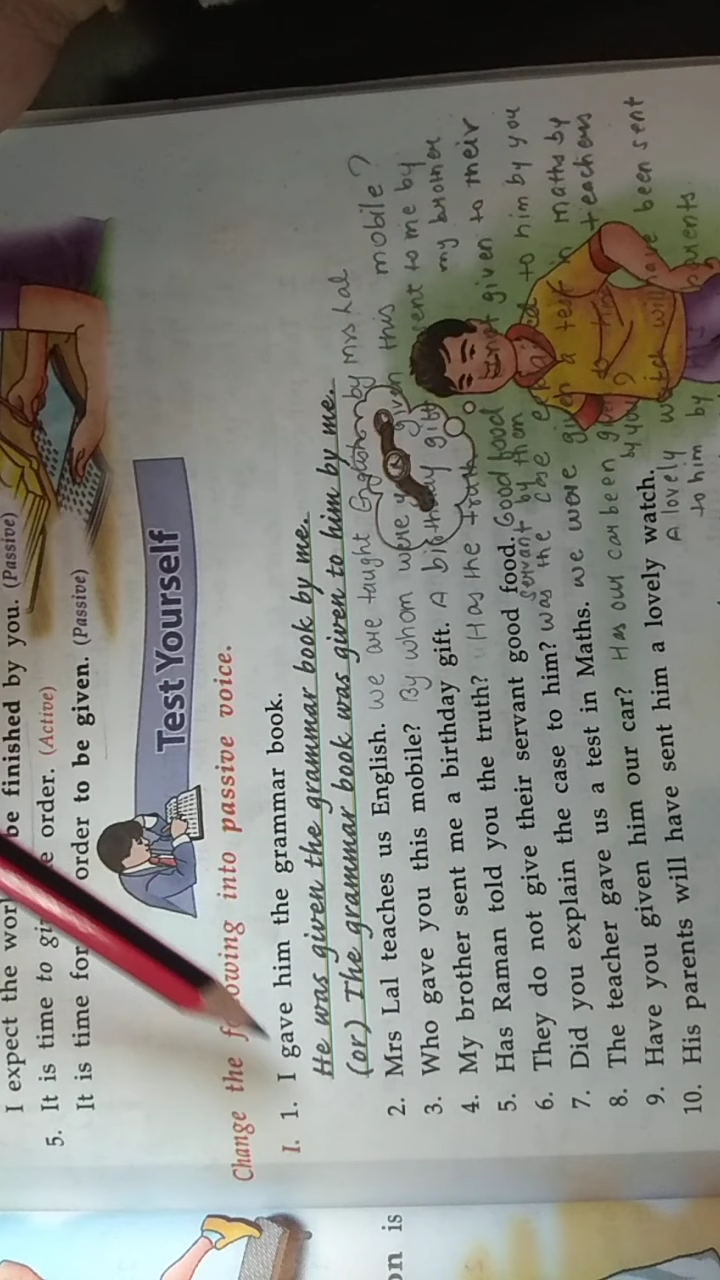 I expect the wor be finished by you. (Passive)
5. It is time to gi e order. (Active)
It is time for order to be given. (Passive)
Test Yourself
Change the f owing into passive voice.
I. 1. I gave him the grammar book.
He was given the grammar book by me.
(or) The grammar book was given to him by me.
2. Mrs Lal teaches us English. we are taught English by mrs Lal
3. Who gave you this mobile? By whom were given this mobile?
4. My brother sent me a birthday gift. A birthday gift sent to me by my brother
5. Has Raman told you the truth? Has the truth
6. They do not give their servant good food. Good food not given to their servant by them
7. Did you explain the case to him? was the case to him by you
8. The teacher gave us a test in Maths. we were given a test in maths by teachers
9. Have you given him our car? Has our car been by you?
10. His parents will have sent him a lovely watch. A lovely watch will have been sent to him by parents.
on is